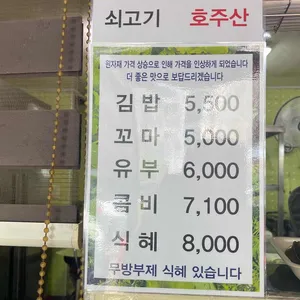 쇠고기 호주산
원자재 가격 상승으로 인해 가격을 인상하게 되었습니다
더 좋은 맛으로 보답드리겠습니다
김밥 5,500
꼬마 5,000
유부 6,000
콤비 7,100
식혜 8,000
무방부제 식혜 있습니다